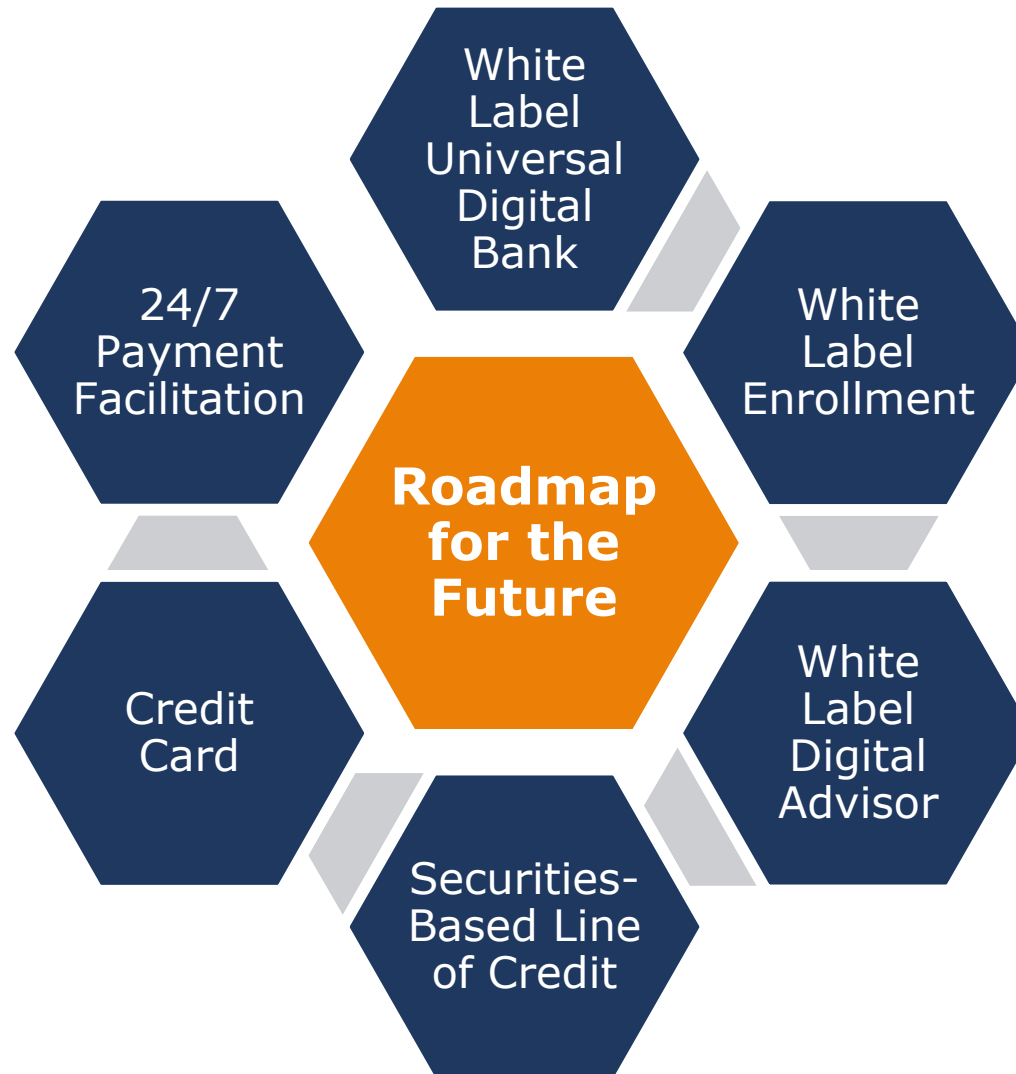 White
Label
Universal
Digital
Bank
24/7
Payment
Facilitation
White
Label
Enrollment
Roadmap
for the
Future
Credit
Card
White
Label
Digital
Advisor
Securities-
Based Line
of Credit